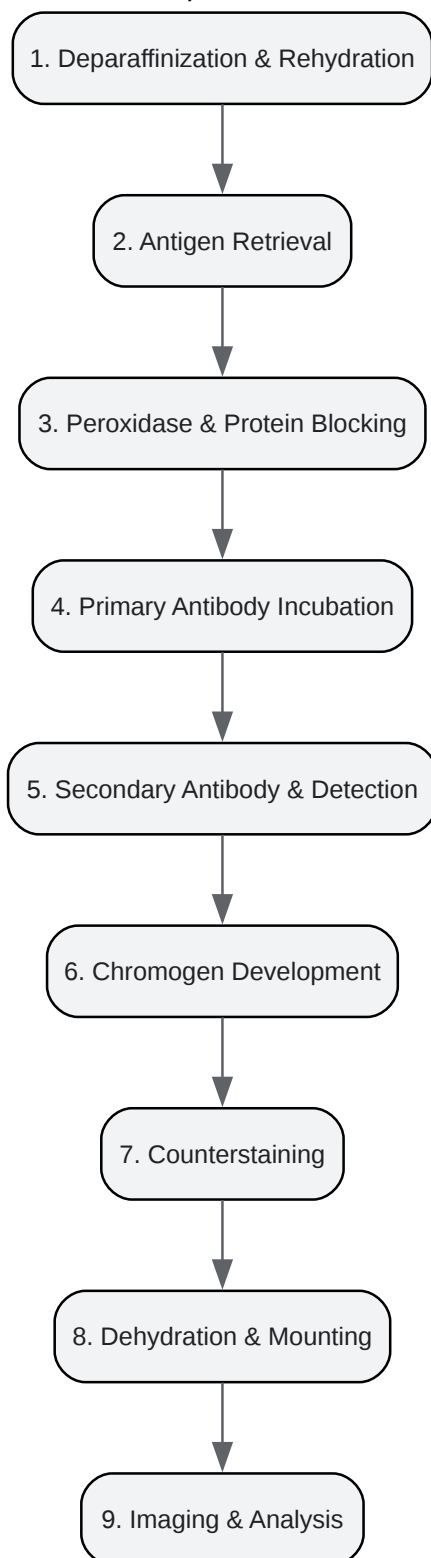 1. Deparaffinization & Rehydration
2. Antigen Retrieval
3. Peroxidase & Protein Blocking
4. Primary Antibody Incubation
5. Secondary Antibody & Detection
6. Chromogen Development
7. Counterstaining
8. Dehydration & Mounting
9. Imaging & Analysis